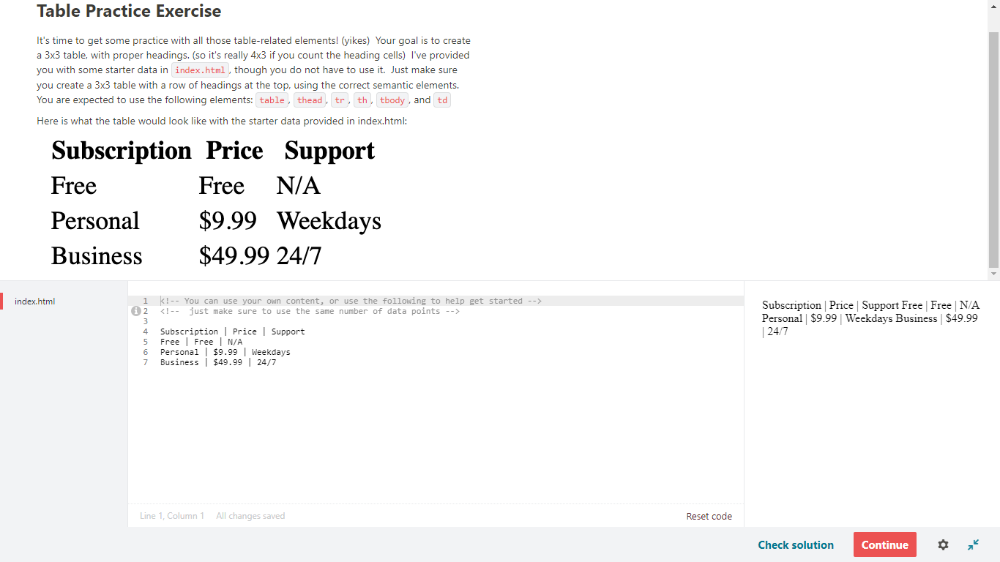 Table Practice Exercise
It's time to get some practice with all those table-related elements! (yikes)  Your goal is to create
a 3x3 table, with proper headings. (so it's really 4x3 if you count the heading cells)  I've provided
you with some starter data in index.html, though you do not have to use it.  Just make sure
you create a 3x3 table with a row of headings at the top, using the correct semantic elements.
You are expected to use the following elements: table, thead, tr, th, tbody, and td
Here is what the table would look like with the starter data provided in index.html:
Subscription Price Support
Free Free N/A
Personal $9.99 Weekdays
Business $49.99 24/7
index.html
1 <!-- You can use your own content, or use the following to help get started -->
2 <!--  just make sure to use the same number of data points -->
3
4 Subscription | Price | Support
5 Free | Free | N/A
6 Personal | $9.99 | Weekdays
7 Business | $49.99 | 24/7
Subscription | Price | Support Free | Free | N/A
Personal | $9.99 | Weekdays Business | $49.99
| 24/7
Line 1, Column 1 All changes saved
Reset code
Check solution
Continue